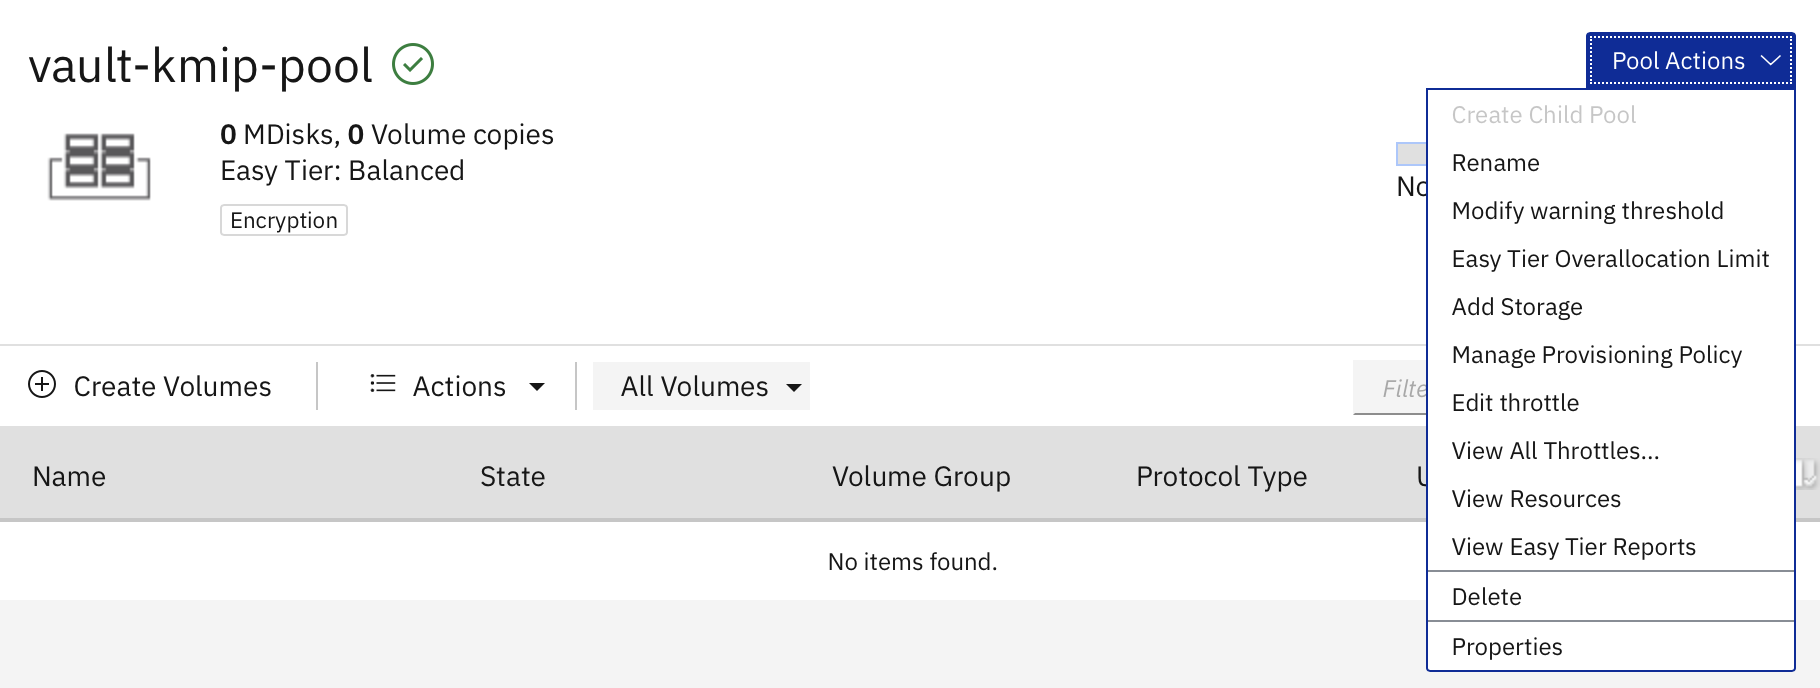 vault-kmip-pool
Pool Actions
0 MDisks, 0 Volume copies
Easy Tier: Balanced
Encryption
Create Child Pool
Rename
Modify warning threshold
Easy Tier Overallocation Limit
Add Storage
Manage Provisioning Policy
Edit throttle
View All Throttles...
View Resources
View Easy Tier Reports
Delete
Properties
Create Volumes Actions All Volumes
Name State Volume Group Protocol Type
No items found.